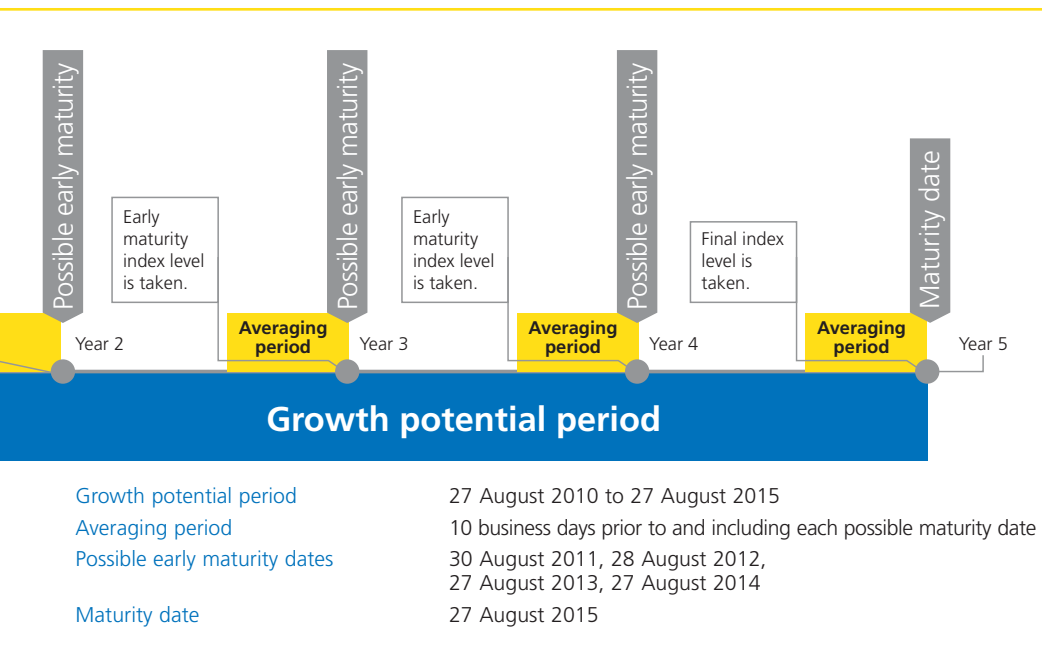 Possible early maturity
Possible early maturity
Possible early maturity
Maturity date
Early
maturity
index level
is taken.
Early
maturity
index level
is taken.
Final index
level is
taken.
Year 2
Averaging
period
Year 3
Averaging
period
Year 4
Averaging
period
Year 5
Growth potential period
Growth potential period 27 August 2010 to 27 August 2015
Averaging period 10 business days prior to and including each possible maturity date
Possible early maturity dates 30 August 2011, 28 August 2012,
27 August 2013, 27 August 2014
Maturity date 27 August 2015